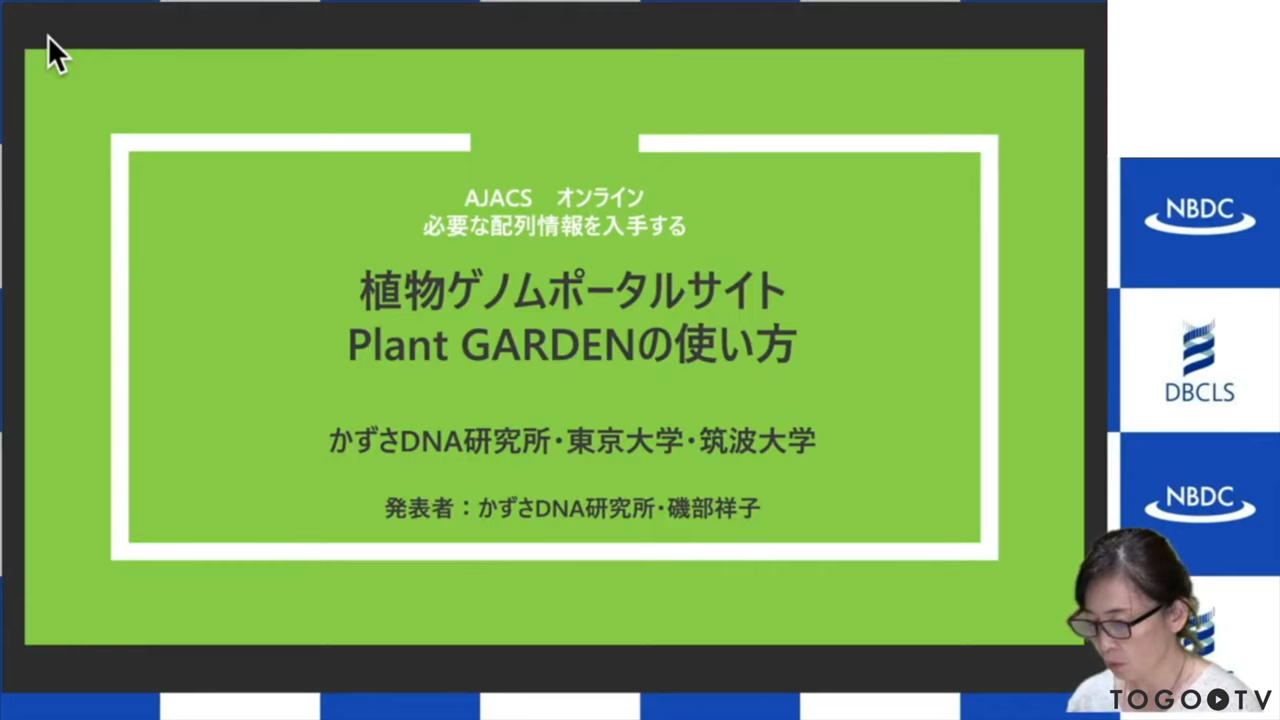 AJACS　オンライン
必要な配列情報を入手する
植物ゲノムポータルサイト
Plant GARDENの使い方
かずさDNA研究所・東京大学・筑波大学
発表者：かずさDNA研究所・磯部祥子
NBDC
DBCLS
NBDC
TOGOTV